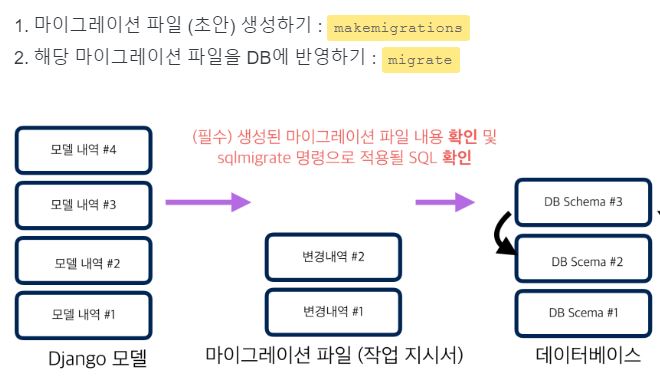 1. 마이그레이션 파일 (초안) 생성하기 : makemigrations
2. 해당 마이그레이션 파일을 DB에 반영하기 : migrate
(필수) 생성된 마이그레이션 파일 내용 확인 및
sqlmigrate 명령으로 적용될 SQL 확인
모델 내역 #4
모델 내역 #3
모델 내역 #2
모델 내역 #1
Django 모델
변경내역 #2
변경내역 #1
마이그레이션 파일 (작업 지시서)
DB Schema #3
DB Scema #2
DB Scema #1
데이터베이스